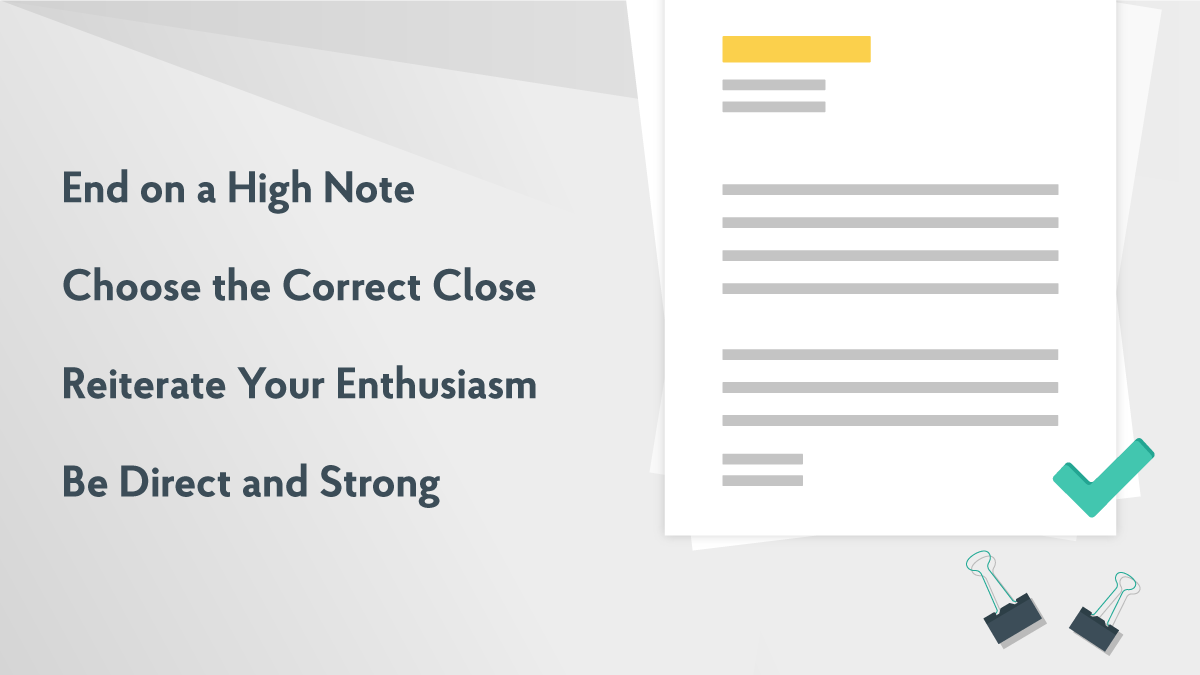 End on a High Note
Choose the Correct Close
Reiterate Your Enthusiasm
Be Direct and Strong